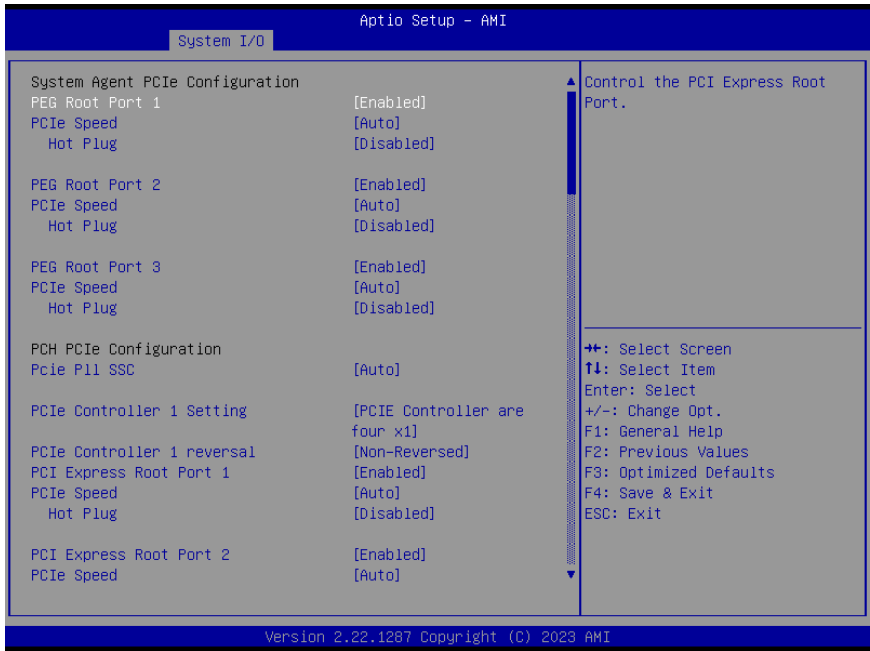 Aptio Setup – AMI
System I/O
System Agent PCIe Configuration
PEG Root Port 1 [Enabled]
PCIe Speed [Auto]
Hot Plug [Disabled]
PEG Root Port 2 [Enabled]
PCIe Speed [Auto]
Hot Plug [Disabled]
PEG Root Port 3 [Enabled]
PCIe Speed [Auto]
Hot Plug [Disabled]
PCH PCIe Configuration
Pcie Pll SSC [Auto]
PCIe Controller 1 Setting [PCIE Controller are
four x1]
PCIe Controller 1 reversal [Non-Reversed]
PCI Express Root Port 1 [Enabled]
PCIe Speed [Auto]
Hot Plug [Disabled]
PCI Express Root Port 2 [Enabled]
PCIe Speed [Auto]
Control the PCI Express Root
Port.
→←: Select Screen
↑↓: Select Item
Enter: Select
+/-: Change Opt.
F1: General Help
F2: Previous Values
F3: Optimized Defaults
F4: Save & Exit
ESC: Exit
Version 2.22.1287 Copyright (C) 2023 AMI